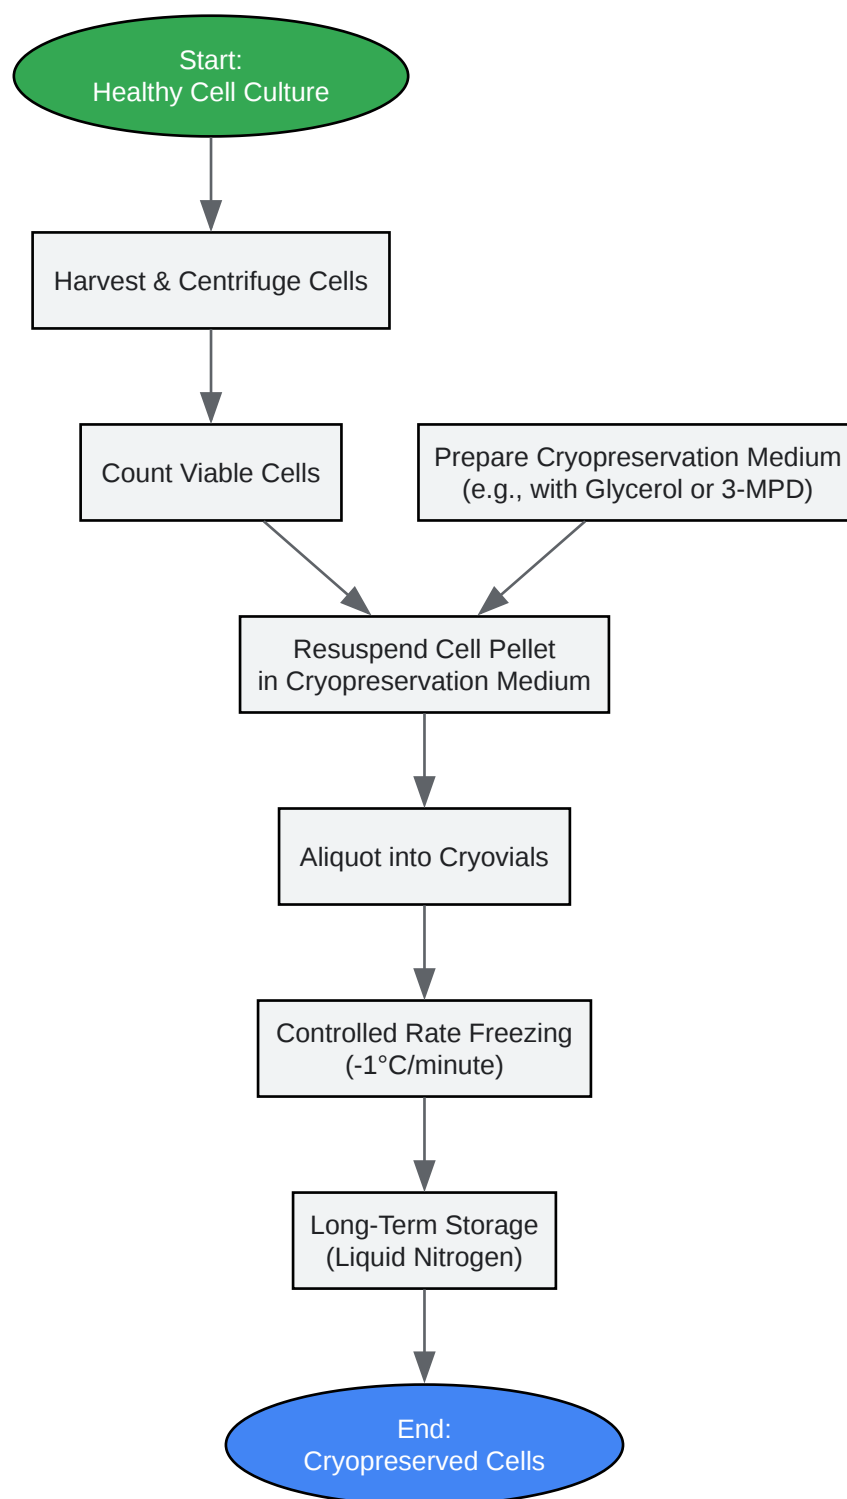 Start:
Healthy Cell Culture
Harvest & Centrifuge Cells
Count Viable Cells
Prepare Cryopreservation Medium
(e.g., with Glycerol or 3-MPD)
Resuspend Cell Pellet
in Cryopreservation Medium
Aliquot into Cryovials
Controlled Rate Freezing
(-1°C/minute)
Long-Term Storage
(Liquid Nitrogen)
End:
Cryopreserved Cells